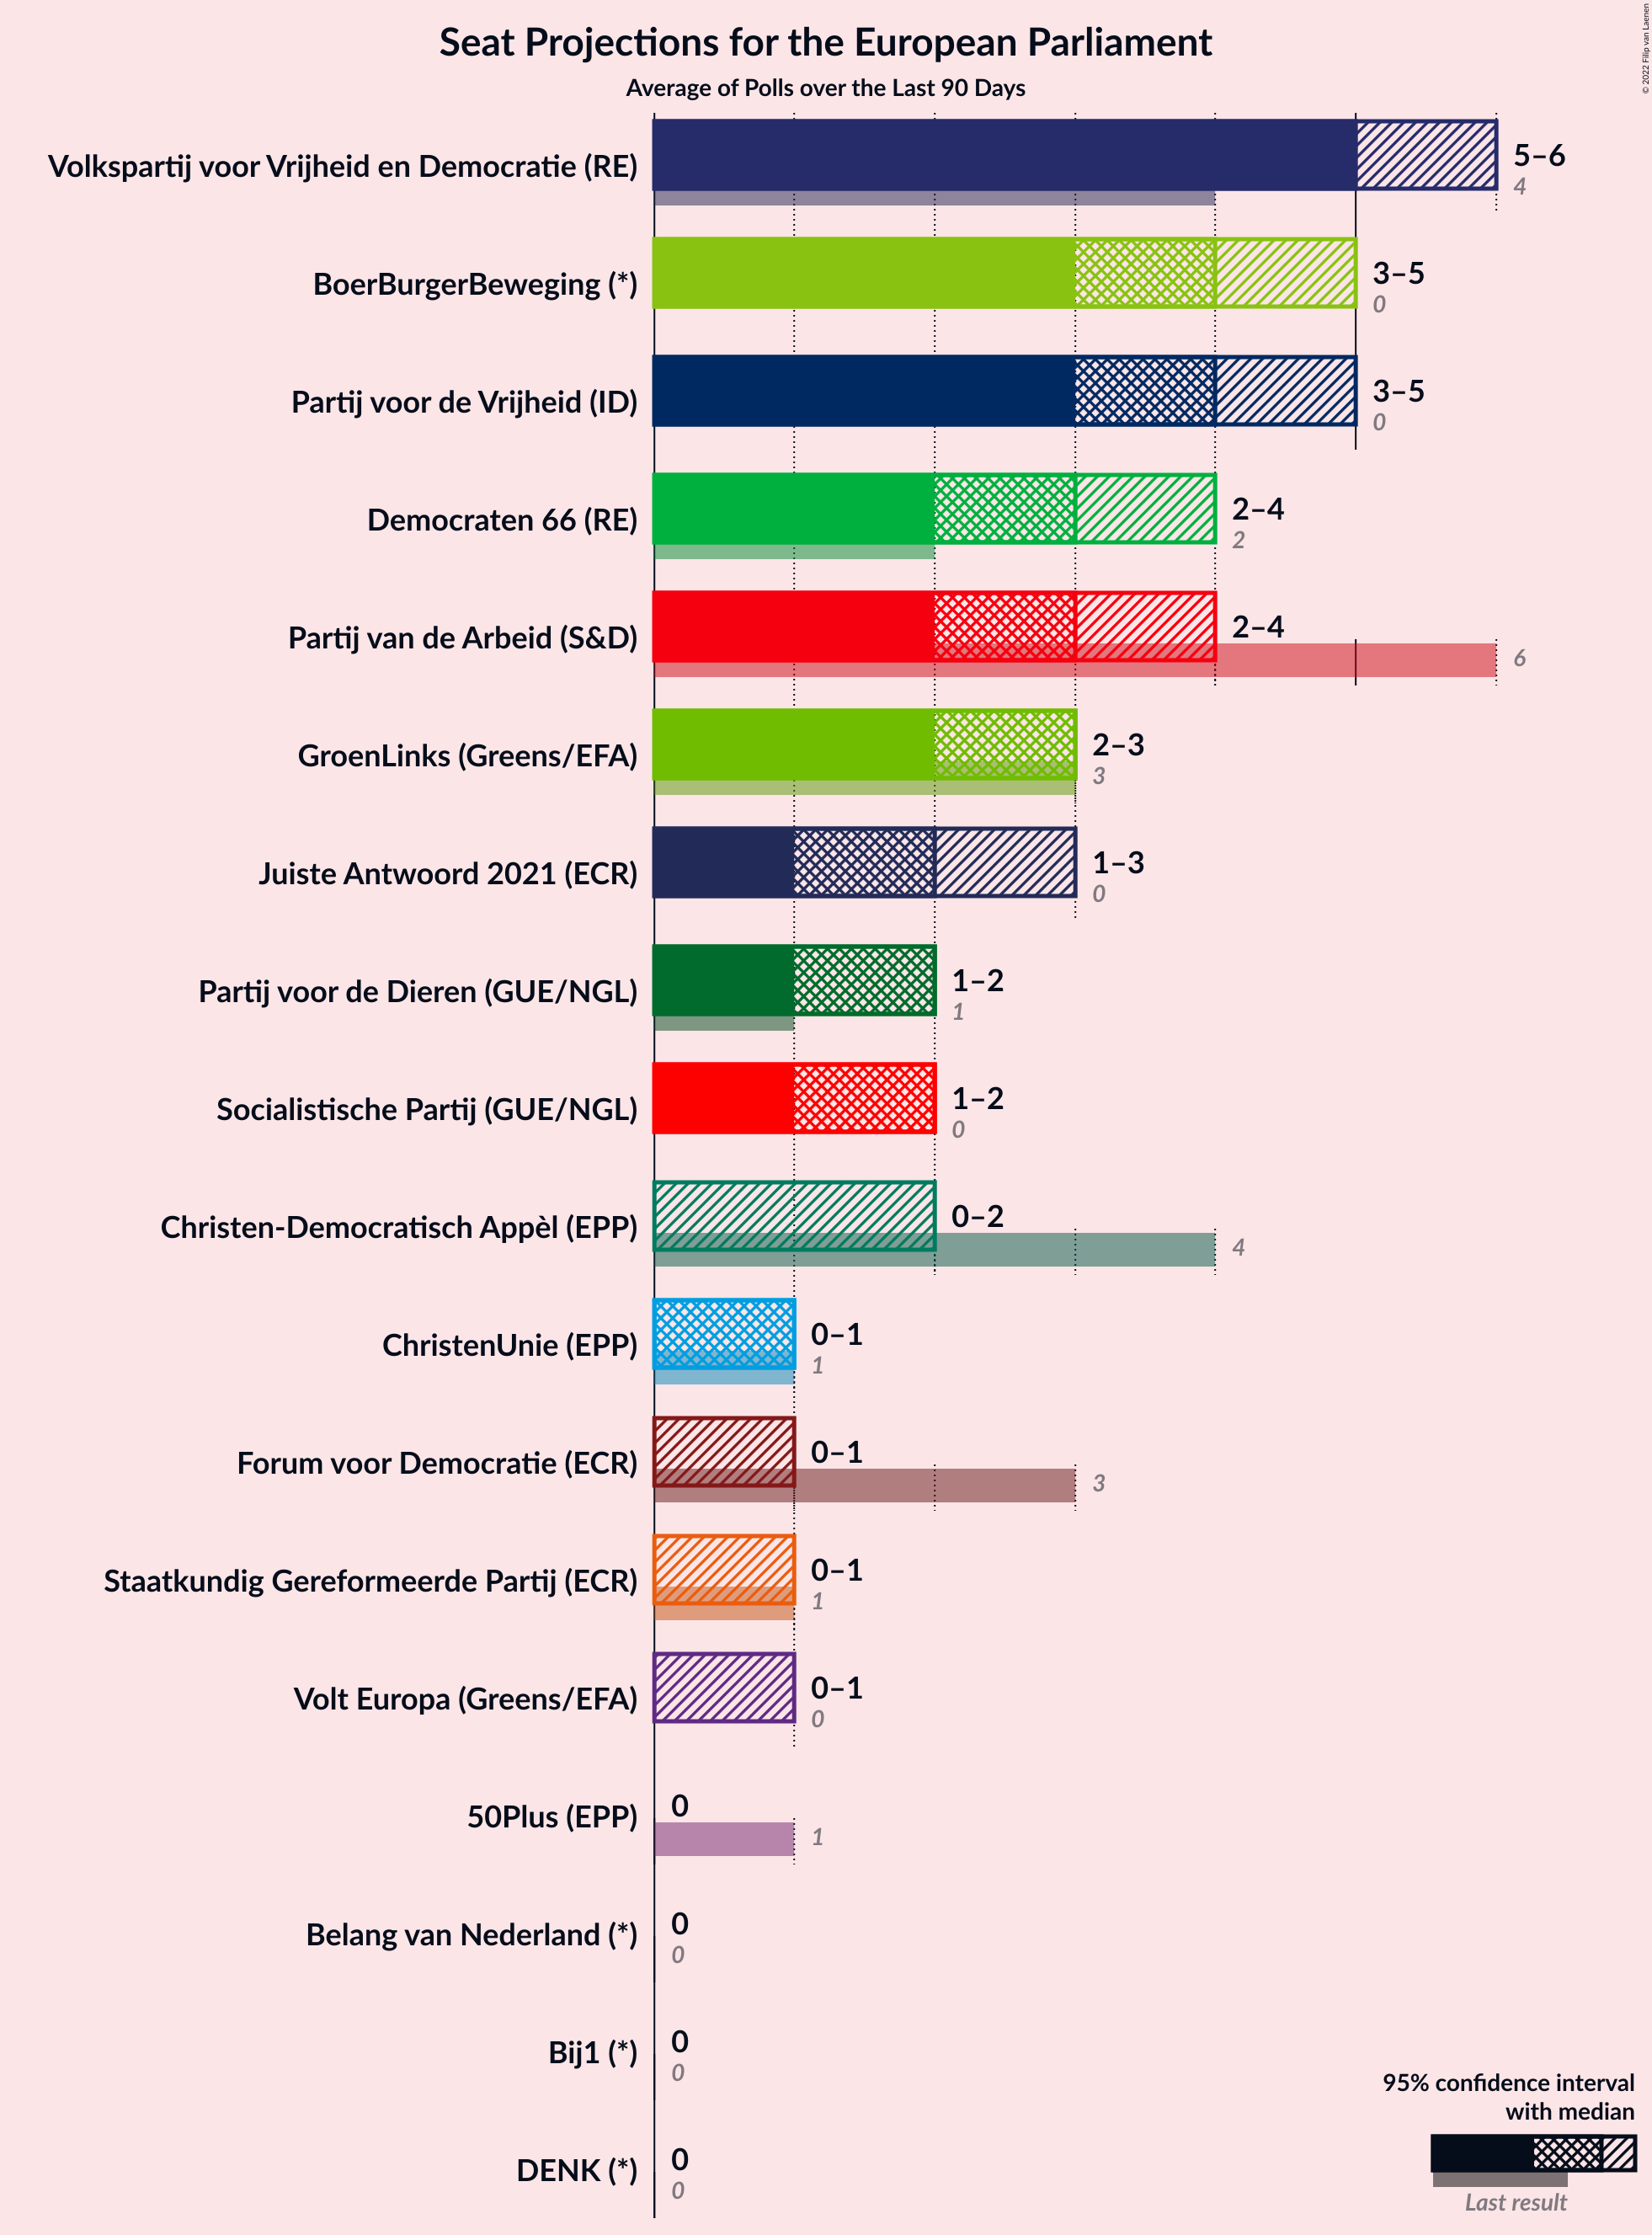 Seat Projections for the European Parliament
Average of Polls over the Last 90 Days
© 2022 Filip van Laenen
Volkspartij voor Vrijheid en Democratie (RE)
5–6
4
BoerBurgerBeweging (*)
3–5
0
Partij voor de Vrijheid (ID)
3–5
0
Democraten 66 (RE)
2–4
2
Partij van de Arbeid (S&D)
2–4
6
GroenLinks (Greens/EFA)
2–3
3
Juiste Antwoord 2021 (ECR)
1–3
0
Partij voor de Dieren (GUE/NGL)
1–2
1
Socialistische Partij (GUE/NGL)
1–2
0
Christen-Democratisch Appèl (EPP)
0–2
4
ChristenUnie (EPP)
0–1
1
Forum voor Democratie (ECR)
0–1
3
Staatkundig Gereformeerde Partij (ECR)
0–1
1
Volt Europa (Greens/EFA)
0–1
0
50Plus (EPP)
0
1
Belang van Nederland (*)
0
0
Bij1 (*)
0
0
DENK (*)
0
0
95% confidence interval
with median
Last result